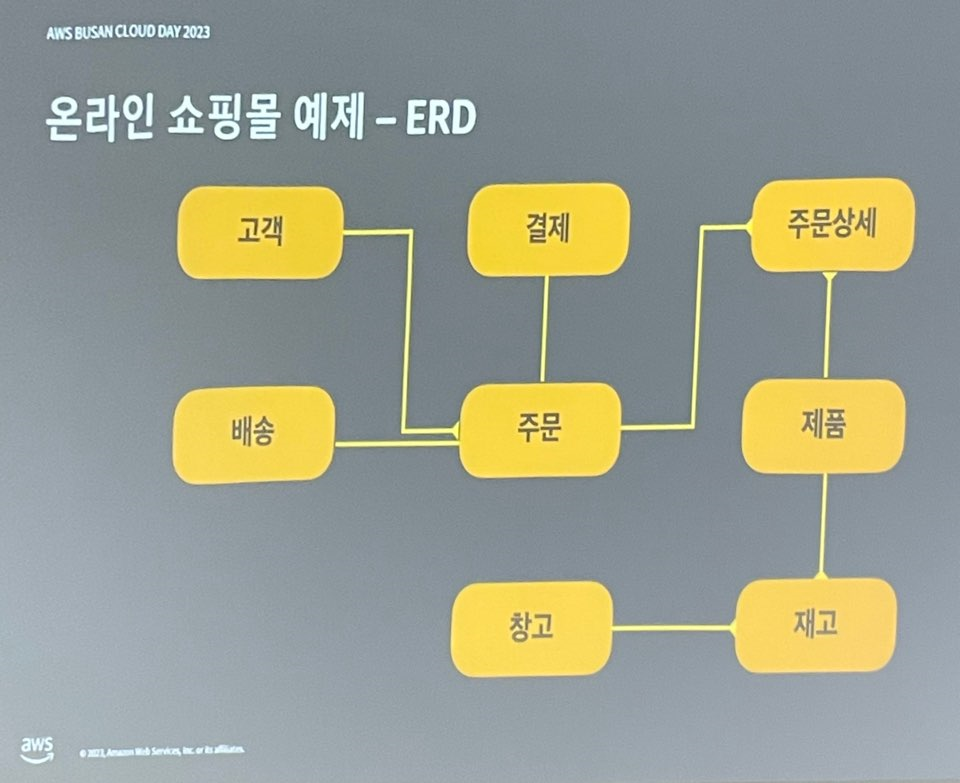 AWS BUSAN CLOUD DAY 2023
온라인 쇼핑몰 예제 – ERD
고객
결제
주문상세
배송
주문
제품
창고
재고
aws
© 2023, Amazon Web Services, Inc. or its affiliates.